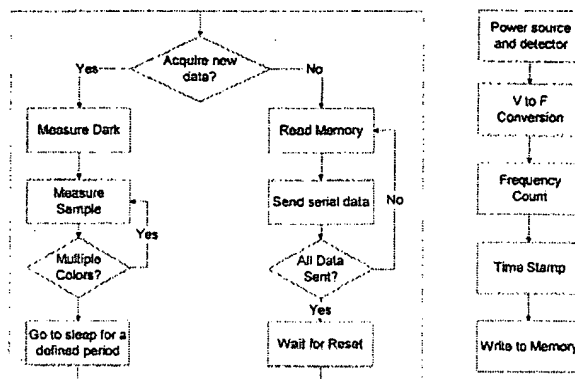 Acquire new
data?
Yes
No
Measure Dark
Measure
Sample
Yes
Multiple
Colors?
Go to sleep for a
defined period
Read Memory
Send serial data
No
All Data
Sent?
Yes
Wait for Reset
Power source
and detector
V to F
Conversion
Frequency
Count
Time Stamp
Write to Memory